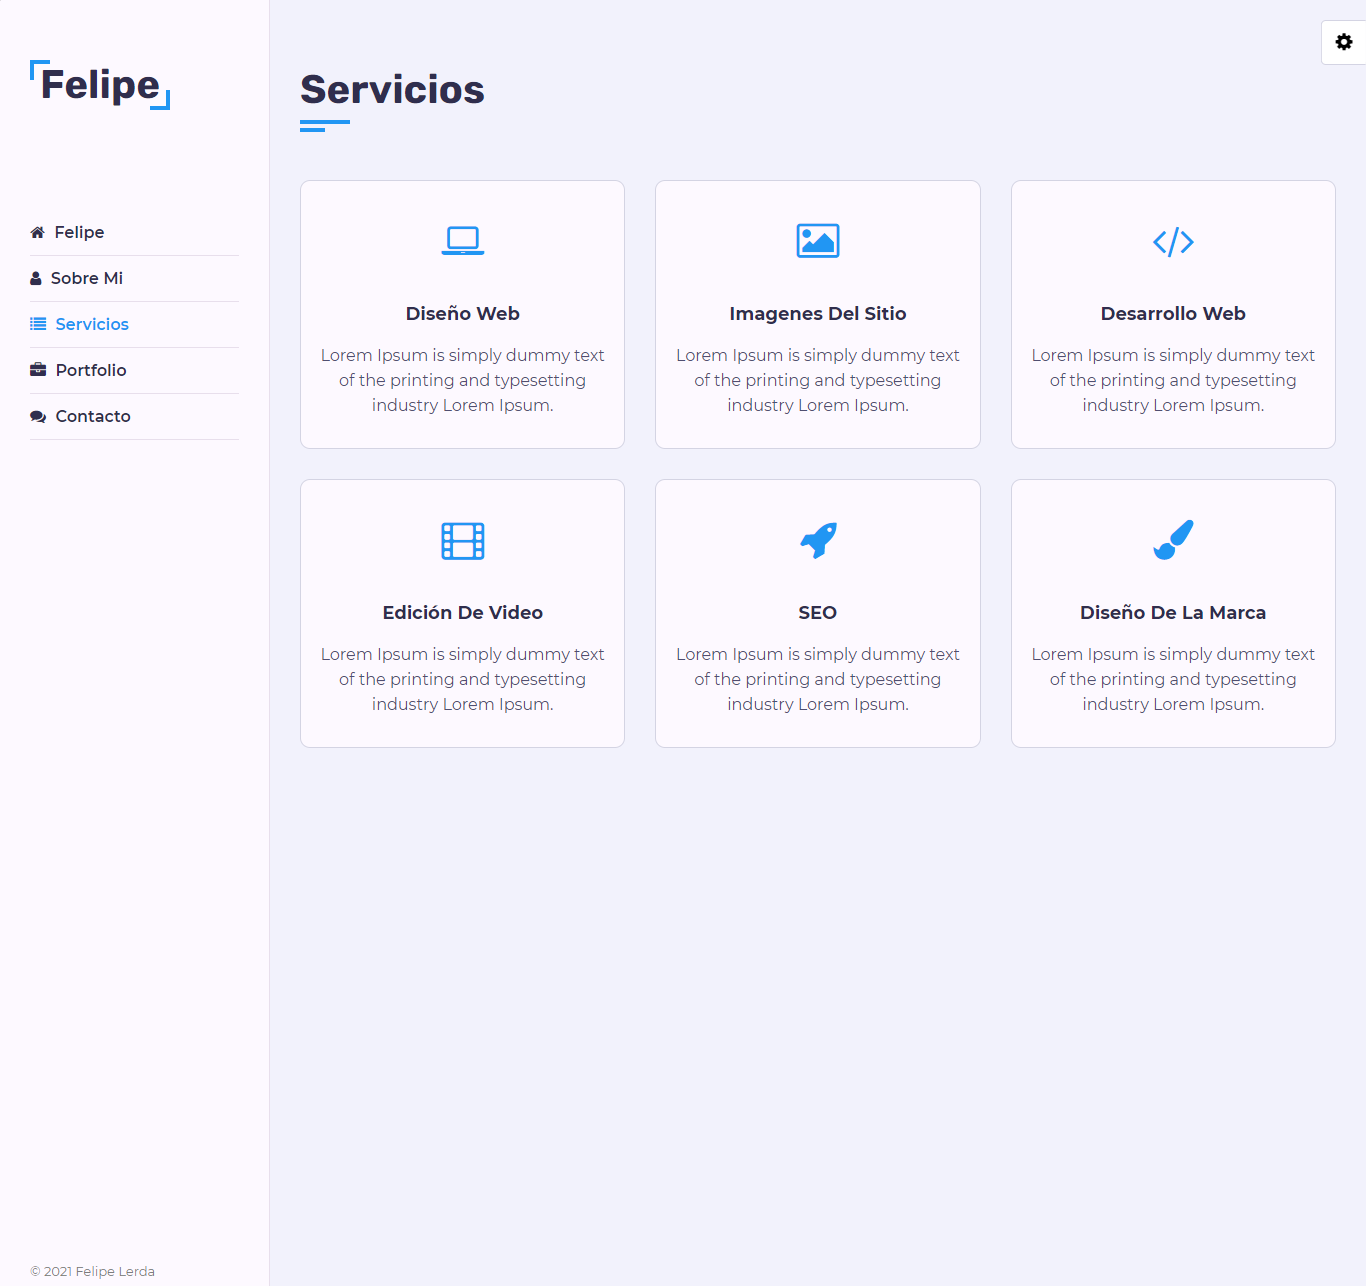 Felipe
Felipe
Sobre Mi
Servicios
Portfolio
Contacto
© 2021 Felipe Lerda
Servicios
Diseño Web
Lorem Ipsum is simply dummy text
of the printing and typesetting
industry Lorem Ipsum.
Imagenes Del Sitio
Lorem Ipsum is simply dummy text
of the printing and typesetting
industry Lorem Ipsum.
Desarrollo Web
Lorem Ipsum is simply dummy text
of the printing and typesetting
industry Lorem Ipsum.
Edición De Video
Lorem Ipsum is simply dummy text
of the printing and typesetting
industry Lorem Ipsum.
SEO
Lorem Ipsum is simply dummy text
of the printing and typesetting
industry Lorem Ipsum.
Diseño De La Marca
Lorem Ipsum is simply dummy text
of the printing and typesetting
industry Lorem Ipsum.